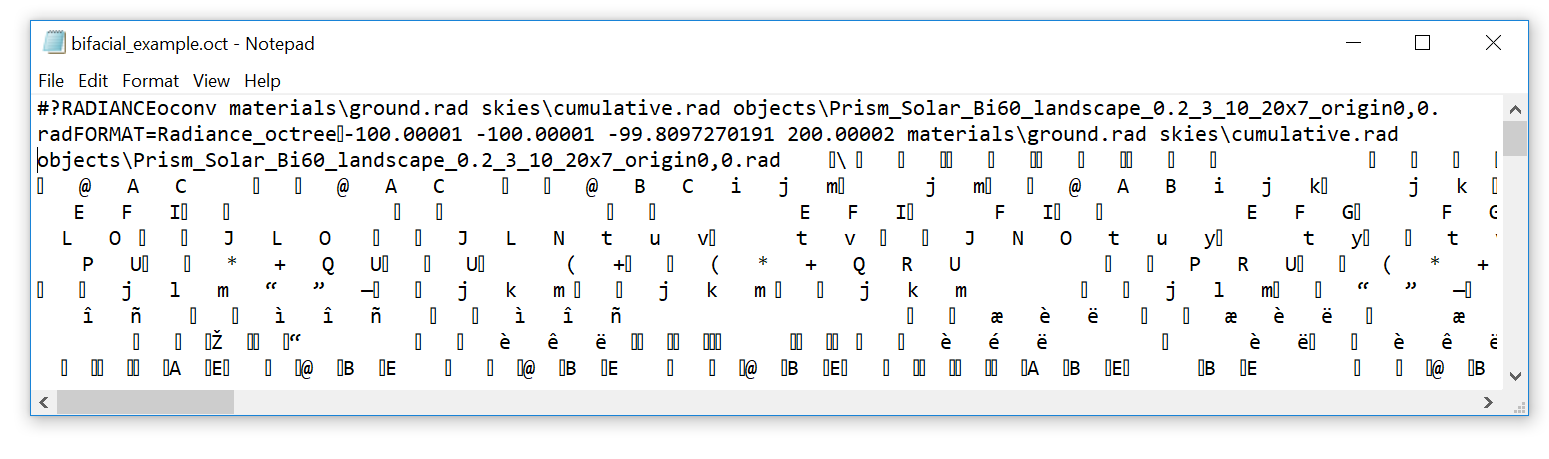 bifacial_example.oct - Notepad
File Edit Format View Help
#?RADIANCEoconv materials\ground.rad skies\cumulative.rad objects\Prism_Solar_Bi60_landscape_0.2_3_10_20x7_origin0,0.
radFORMAT=Radiance_octree▯-100.00001 -100.00001 -99.8097270191 200.00002 materials\ground.rad skies\cumulative.rad
objects\Prism_Solar_Bi60_landscape_0.2_3_10_20x7_origin0,0.rad ▯\ ▯ ▯ ▯▯ ▯ ▯▯ ▯ ▯▯ ▯ ▯ ▯ ▯ ▯
▯ @ A C ▯ ▯ @ A C ▯ ▯ @ B C i j m▯ j m▯ ▯ @ A B i j k▯ j k
E F I▯ ▯ ▯ ▯ ▯ ▯ E F I▯ F I▯ ▯ E F G▯ F
L O ▯ ▯ J L O ▯ ▯ J L N t u v▯ t v ▯ ▯ J N O t u y▯ t y▯ ▯ t
P U▯ ▯ * + Q U▯ ▯ U▯ ( +▯ ▯ ( * + Q R U ▯ ▯ P R U▯ ▯ ( * +
▯ ▯ j l m “ ” —▯ ▯ j k m▯ ▯ j k m▯ ▯ j k m ▯ ▯ j l m▯ ▯ “ ” —▯
î ñ ▯ ▯ ì î ñ ▯ ▯ ì î ñ ▯ ▯ æ è ë ▯ ▯ æ è ë ▯ æ
▯ ▯ ▯Ž ▯▯ ▯“ ▯ ▯ è ê ë ▯▯ ▯▯ ▯▯▯ ▯▯ ▯▯ ▯ ▯ è é ë ▯ è ë▯ ▯ è ê
▯ ▯▯ ▯▯ ▯A ▯E▯ ▯ ▯@ ▯B ▯E ▯ ▯ ▯@ ▯B ▯E ▯ ▯ ▯@ ▯B ▯E▯ ▯ ▯▯ ▯▯ ▯▯ ▯A ▯B ▯E▯ ▯B ▯E ▯ ▯ ▯@ ▯B